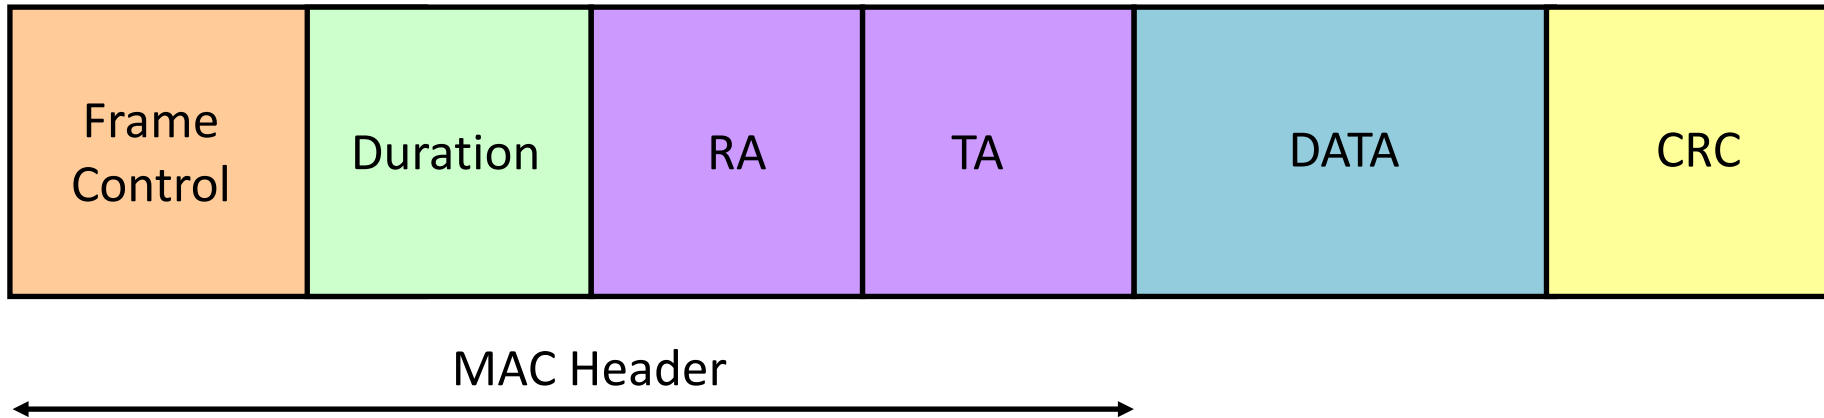 Frame
Control
Duration
RA
TA
DATA
CRC
MAC Header